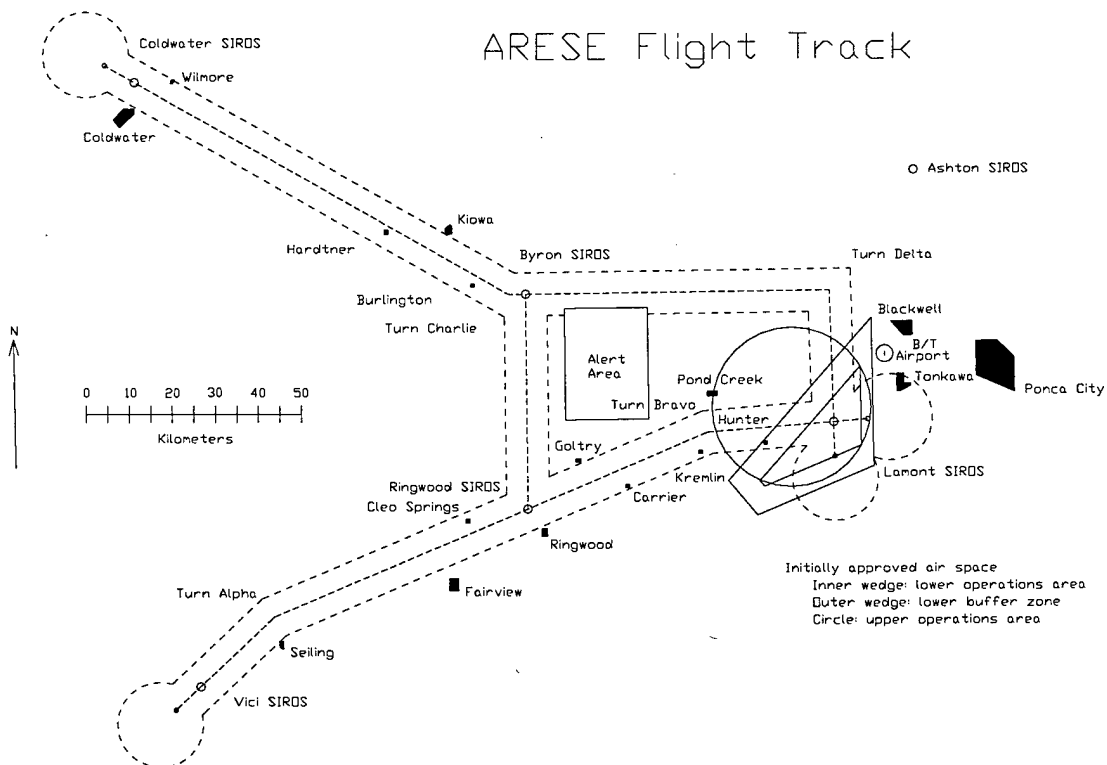 ARESE Flight Track
Coldwater SIROS
Wilmore
Coldwater
Ashton SIROS
Kiowa
Hardtner
Byron SIROS
Turn Delta
Burlington
Turn Charlie
Blackwell
B/T
Airport
Alert
Area
N
Pond Creek
Tonkawa
Ponca City
0 10 20 30 40 50
Kilometers
Turn Bravo
Hunter
Goltry
Lamont SIROS
Kremlin
Ringwood SIROS
Carrier
Cleo Springs
Ringwood
Turn Alpha
Fairview
Initially approved air space
Inner wedge: lower operations area
Outer wedge: lower buffer zone
Circle: upper operations area
Seiling
Vici SIROS